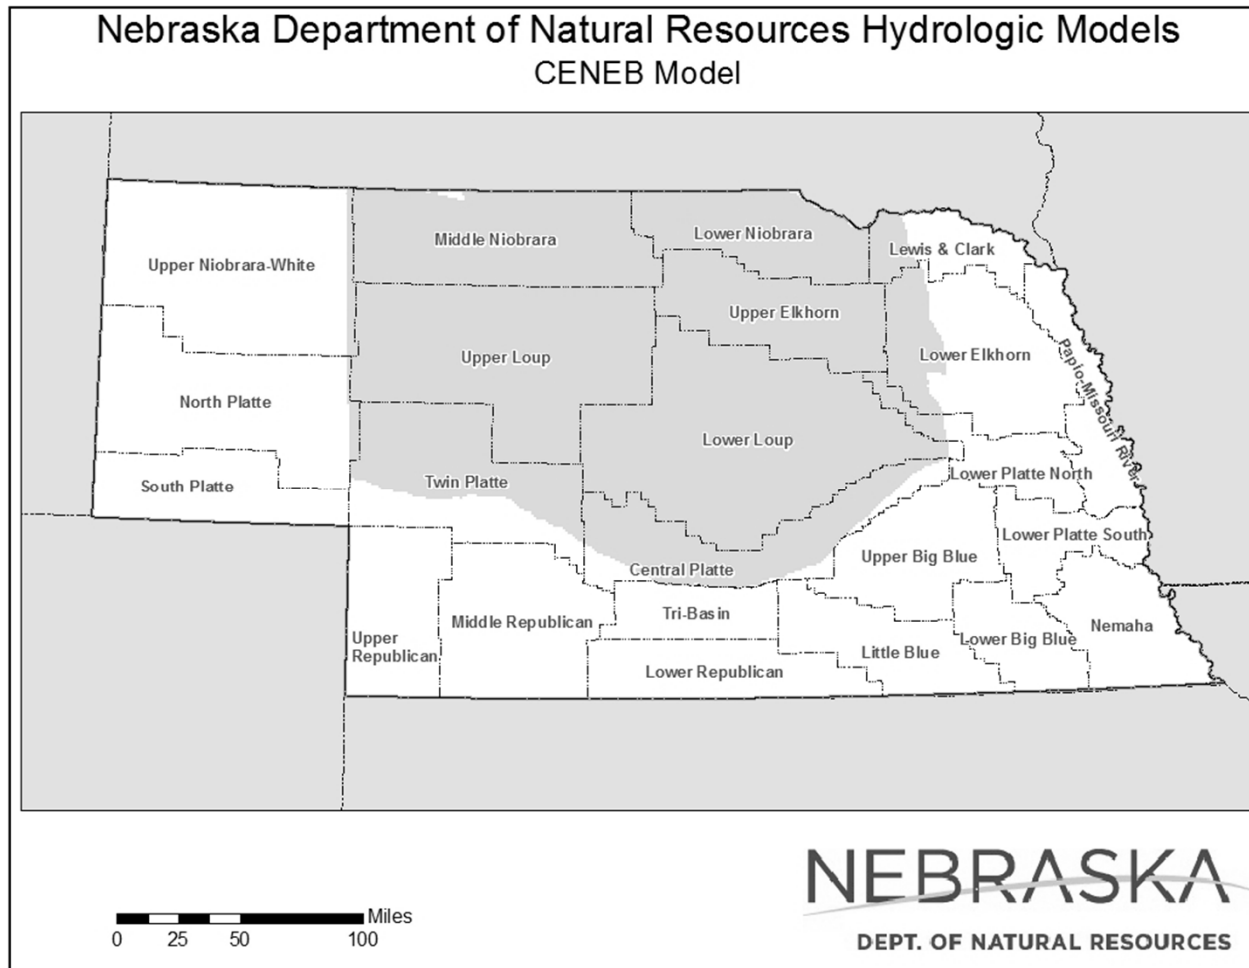 Nebraska Department of Natural Resources Hydrologic Models
CENEB Model
Middle Niobrara
Lower Niobrara
Lewis & Clark
Upper Niobrara-White
Upper Elkhorn
Upper Loup
Lower Elkhorn
Papio-Missouri River
North Platte
Lower Loup
South Platte
Twin Platte
Lower Platte North
Lower Platte South
Upper Big Blue
Central Platte
Tri-Basin
Middle Republican
Nemaha
Upper
Republican
Lower Big Blue
Little Blue
Lower Republican
Miles
0 25 50 100
NEBRASKA
DEPT. OF NATURAL RESOURCES